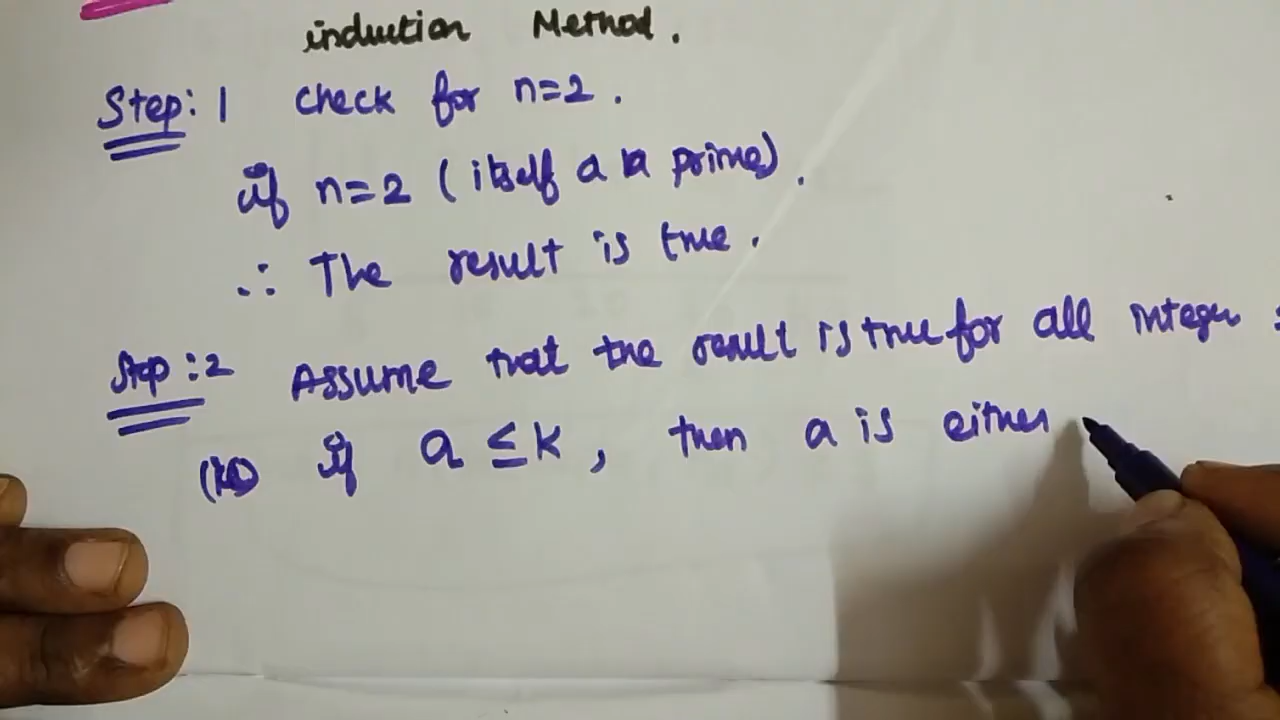 induction Method.
Step: 1 check for n=2.
if n=2 (itself a prime).
∴ The result is true.
Step: 2 Assume that the result is true for all integer
if a ≤ k, then a is either